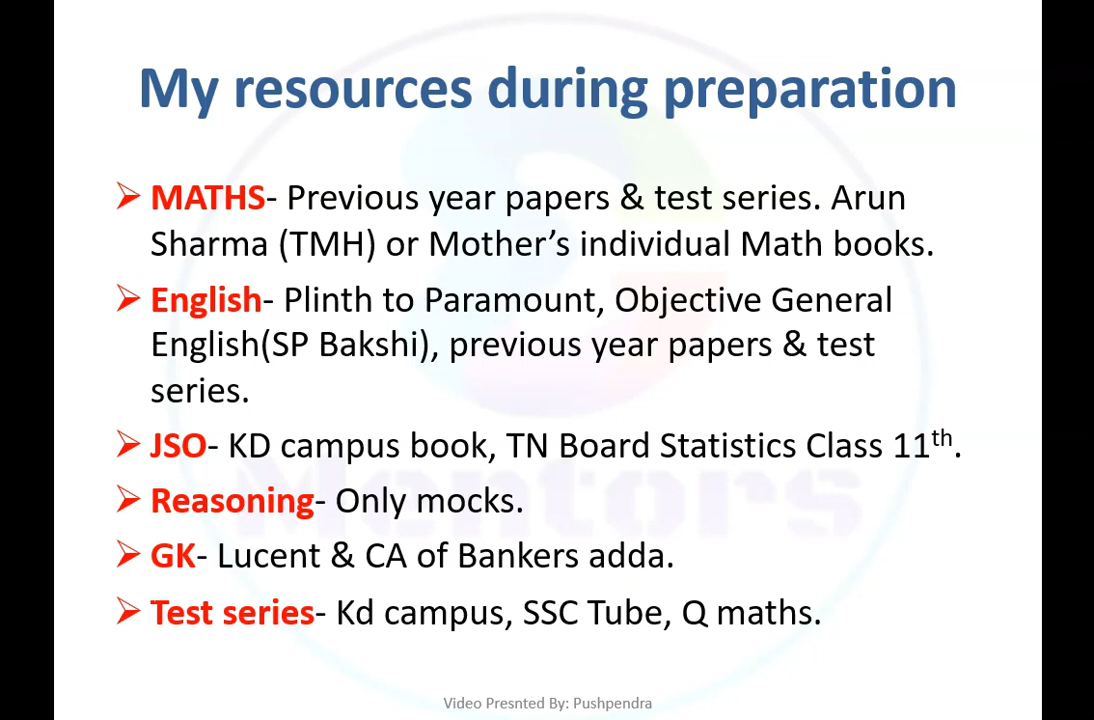 My resources during preparation
➢ MATHS- Previous year papers & test series. Arun
Sharma (TMH) or Mother’s individual Math books.
➢ English- Plinth to Paramount, Objective General
English(SP Bakshi), previous year papers & test
series.
➢ JSO- KD campus book, TN Board Statistics Class 11th.
➢ Reasoning- Only mocks.
Mentors
➢ GK- Lucent & CA of Bankers adda.
➢ Test series- Kd campus, SSC Tube, Q maths.
Video Presnted By: Pushpendra